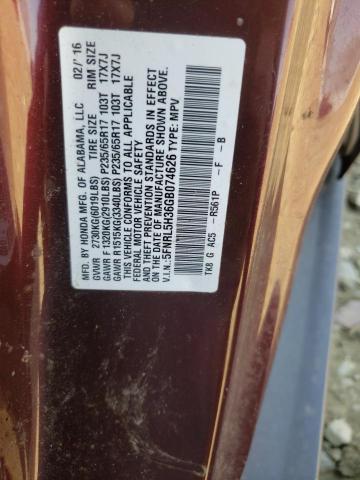 MFD. BY HONDA MFG. OF ALABAMA, LLC 02/'16
TIRE SIZE RIM SIZE
GVWR 2730KG(6019LBS)
GAWR F 1320KG(2910LBS) P235/65R17 103T 17X7J
GAWR R1515KG(3340LBS) P235/65R17 103T 17X7J
THIS VEHICLE CONFORMS TO ALL APPLICABLE
FEDERAL MOTOR VEHICLE SAFETY
AND THEFT PREVENTION STANDARDS IN EFFECT
ON THE DATE OF MANUFACTURE SHOWN ABOVE.
V.I.N.:5FNRL5H36GB074626 TYPE: MPV
TK8 G AC5 - R561P - F - B